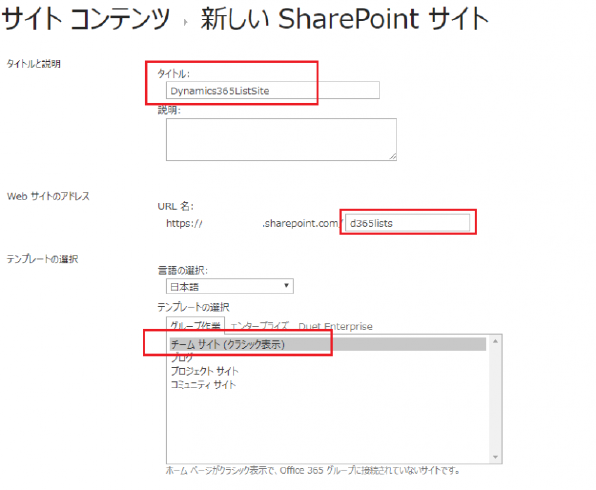 サイト コンテンツ › 新しい SharePoint サイト
タイトルと説明
タイトル:
Dynamics365ListSite
説明:
Web サイトのアドレス
URL 名:
https:// .sharepoint.com/ d365lists
テンプレートの選択
言語の選択:
日本語
テンプレートの選択
グループ作業 エンタープライズ Duet Enterprise
チーム サイト (クラシック表示)
ブログ
プロジェクト サイト
コミュニティ サイト
ホーム ページがクラシック表示で、Office 365 グループに接続されていないサイトです。